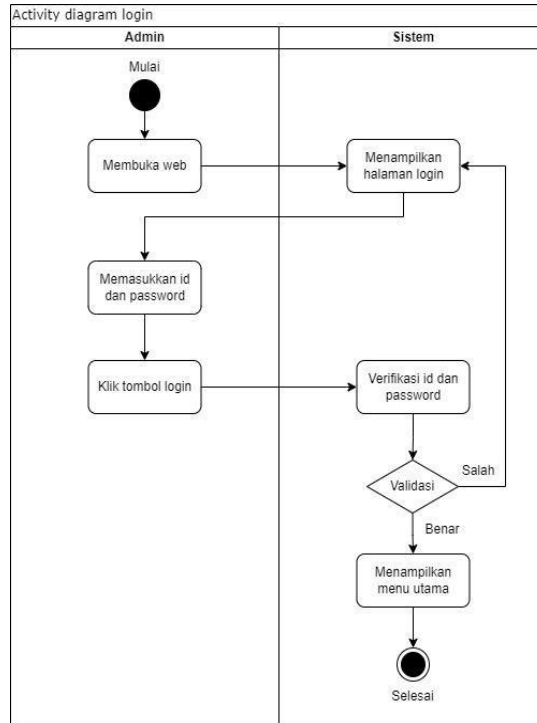 Activity diagram login
Admin
Sistem
Mulai
Membuka web
Menampilkan
halaman login
Memasukkan id
dan password
Klik tombol login
Verifikasi id dan
password
Validasi
Salah
Benar
Menampilkan
menu utama
Selesai